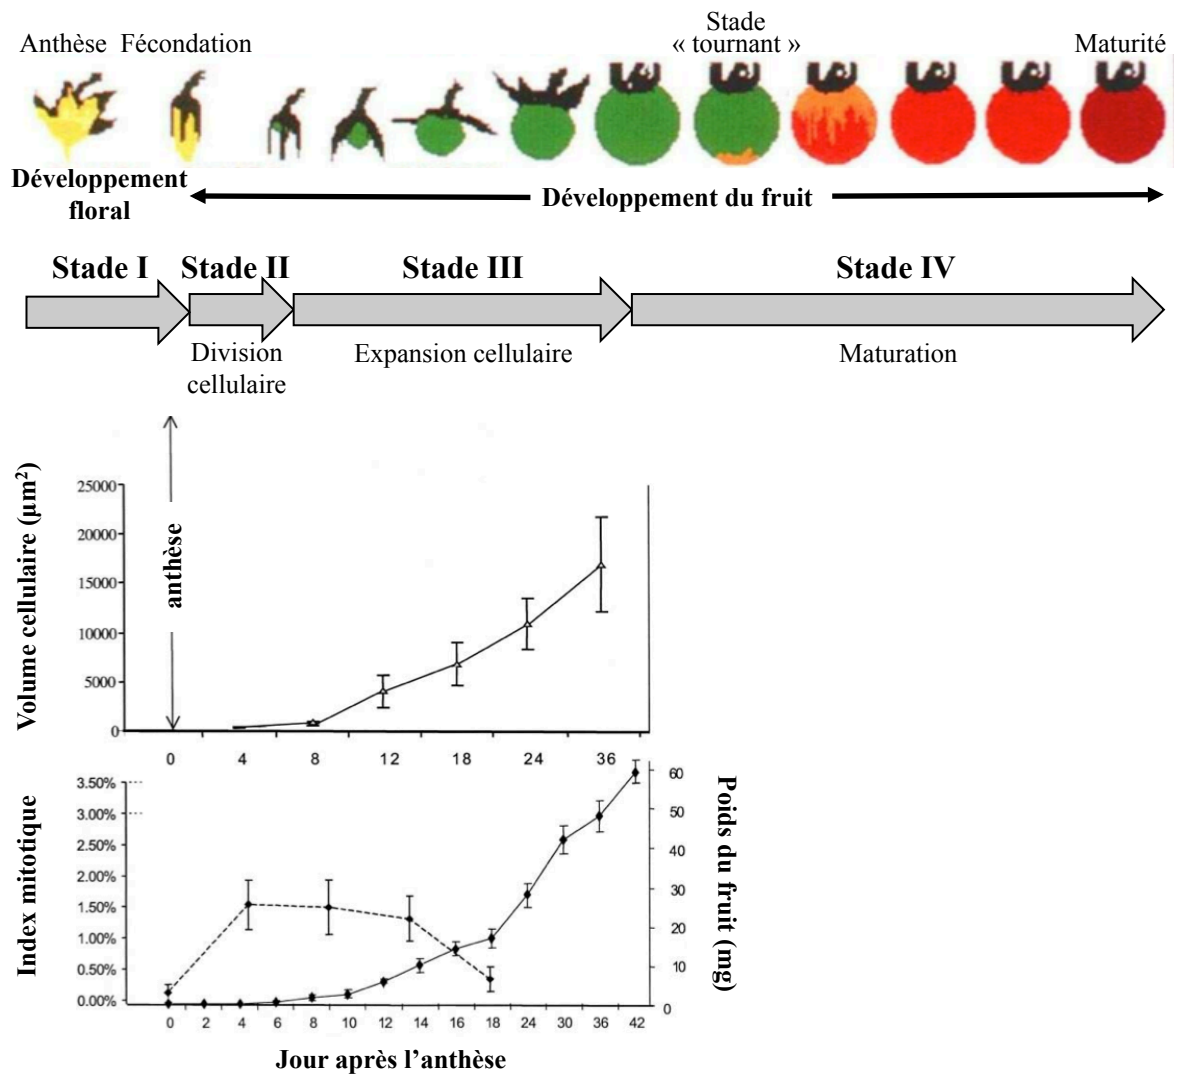 Stade
Anthèse Fécondation « tournant » Maturité
Développement
floral
Développement du fruit
Stade I Stade II Stade III Stade IV
Division
cellulaire
Expansion cellulaire Maturation
Volume cellulaire (µm²)
25000
20000
15000
10000
5000
0
anthèse
0 4 8 12 18 24 36
Index mitotique
3.50%
3.00%
2.50%
2.00%
1.50%
1.00%
0.50%
0.00%
60
50
40
30
20
10
0
Poids du fruit (mg)
0 2 4 6 8 10 12 14 16 18 24 30 36 42
Jour après l’anthèse